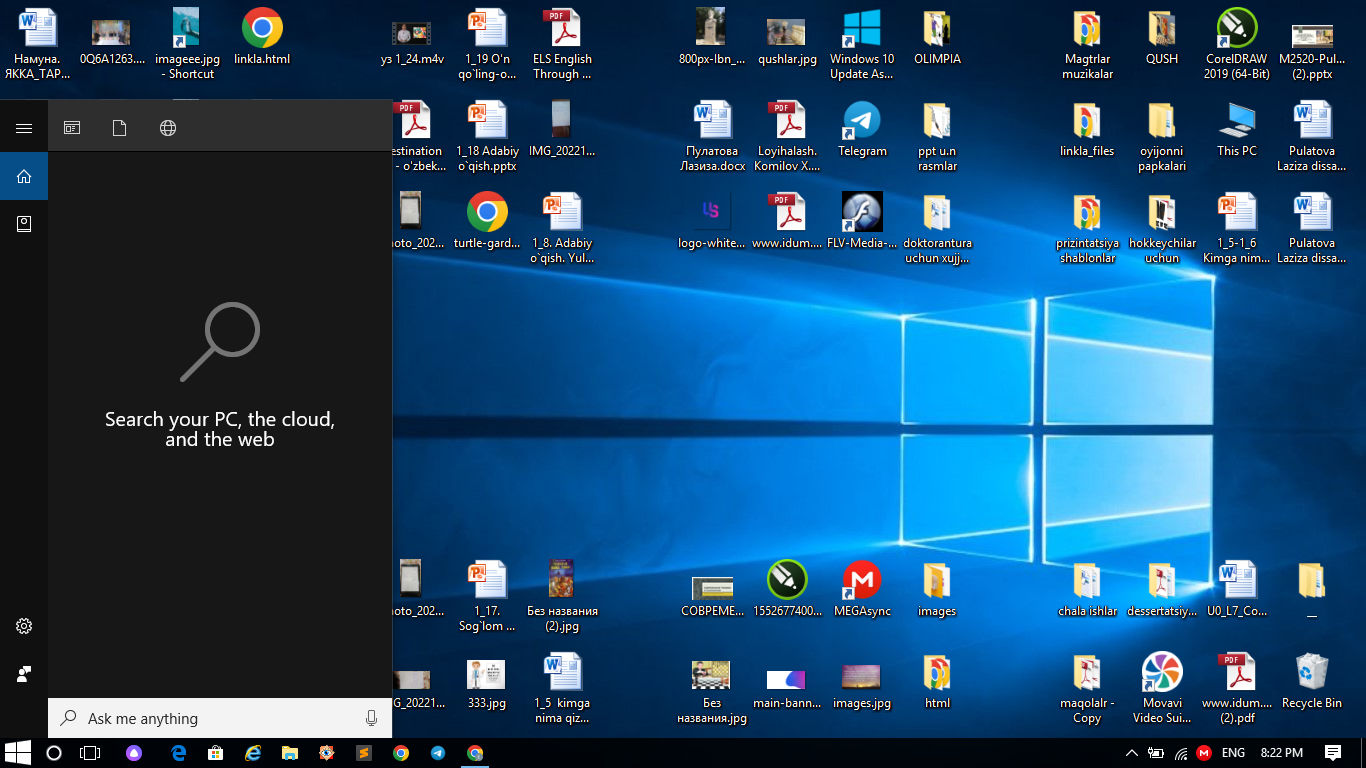 Намуна.
ЯККА_ТАР...
0Q6A1263....
imageee.jpg
- Shortcut
linkla.html
уз 1_24.m4v
1_19 O'n
qo`ling-o...
ELS English
Through ...
800px-Ibn_...
qushlar.jpg
Windows 10
Update As...
OLIMPIA
Magtrlar
muzikalar
QUSH
CorelDRAW
2019 (64-Bit)
M2520-Pul...
(2).pptx
estination
- o'zbek...
1_18 Adabiy
o`qish.pptx
IMG_20221...
Пулатова
Лазиза.docx
Loyihalash.
Komilov X....
Telegram
ppt u.n
rasmlar
linkla_files
oyijonni
papkalari
This PC
Pulatova
Laziza dissa...
oto_202...
turtle-gard...
1_8. Adabiy
o`qish. Yul...
logo-white...
www.idum....
FLV-Media-...
doktorantura
uchun xujj...
prizintatsiya
shablonlar
hokkeychilar
uchun
1_5-1_6
Kimga nim...
Pulatova
Laziza dissa...
Search your PC, the cloud,
and the web
oto_202...
1_17.
Sog`lom ...
Без названия
(2).jpg
СОВРЕМЕ...
1552677400...
MEGAsync
images
chala ishlar
dessertatsiy...
U0_L7_Co...
__
G_20221...
333.jpg
1_5 kimga
nima qiz...
Без
названия.jpg
main-bann...
images.jpg
html
maqolalr -
Copy
Movavi
Video Sui...
www.idum....
(2).pdf
Recycle Bin
Ask me anything
ENG
8:22 PM